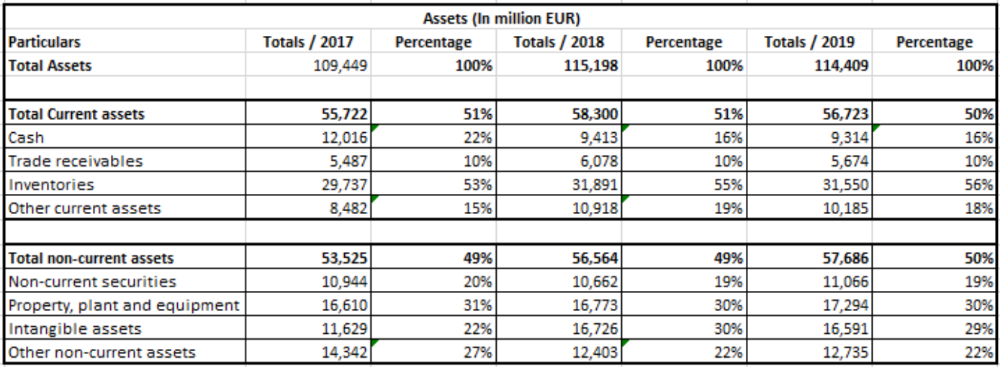 Assets (In million EUR)
Particulars Totals / 2017 Percentage Totals / 2018 Percentage Totals / 2019 Percentage
Total Assets 109,449 100% 115,198 100% 114,409 100%
Total Current assets 55,722 51% 58,300 51% 56,723 50%
Cash 12,016 22% 9,413 16% 9,314 16%
Trade receivables 5,487 10% 6,078 10% 5,674 10%
Inventories 29,737 53% 31,891 55% 31,550 56%
Other current assets 8,482 15% 10,918 19% 10,185 18%
Total non-current assets 53,525 49% 56,564 49% 57,686 50%
Non-current securities 10,944 20% 10,662 19% 11,066 19%
Property, plant and equipment 16,610 31% 16,773 30% 17,294 30%
Intangible assets 11,629 22% 16,726 30% 16,591 29%
Other non-current assets 14,342 27% 12,403 22% 12,735 22%